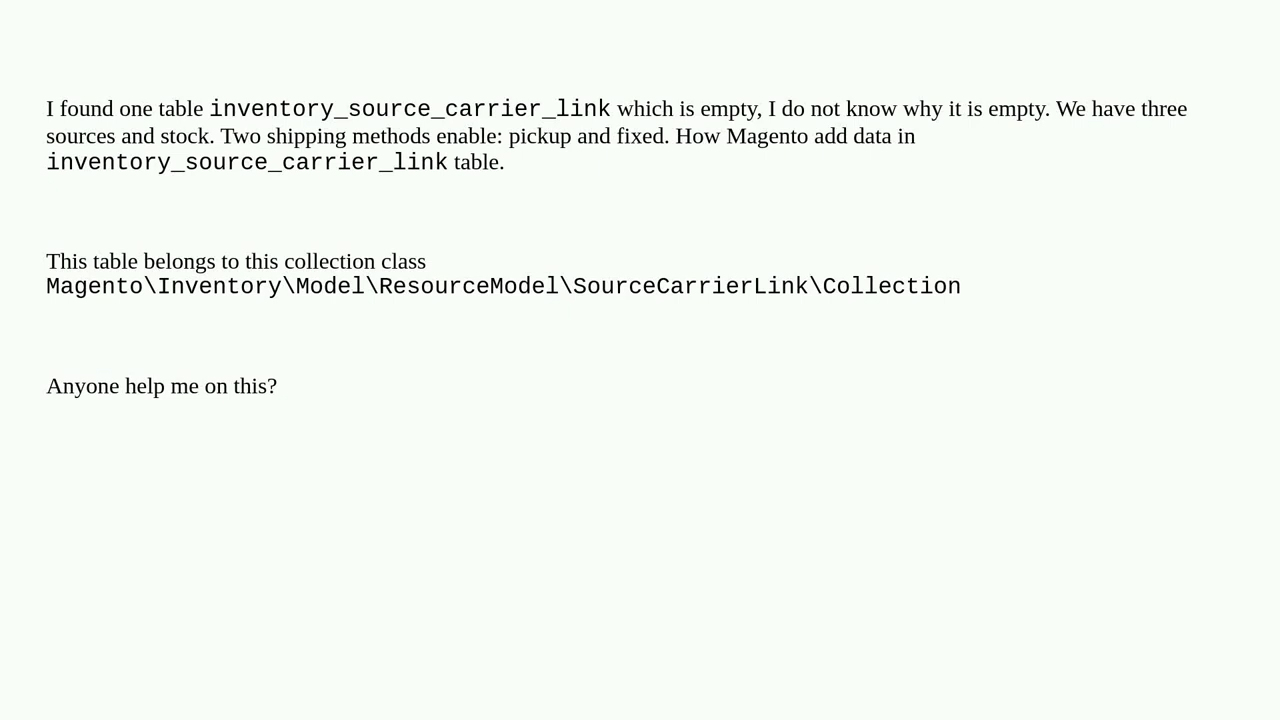 I found one table inventory_source_carrier_link which is empty, I do not know why it is empty. We have three
sources and stock. Two shipping methods enable: pickup and fixed. How Magento add data in
inventory_source_carrier_link table.
This table belongs to this collection class
Magento\Inventory\Model\ResourceModel\SourceCarrierLink\Collection
Anyone help me on this?